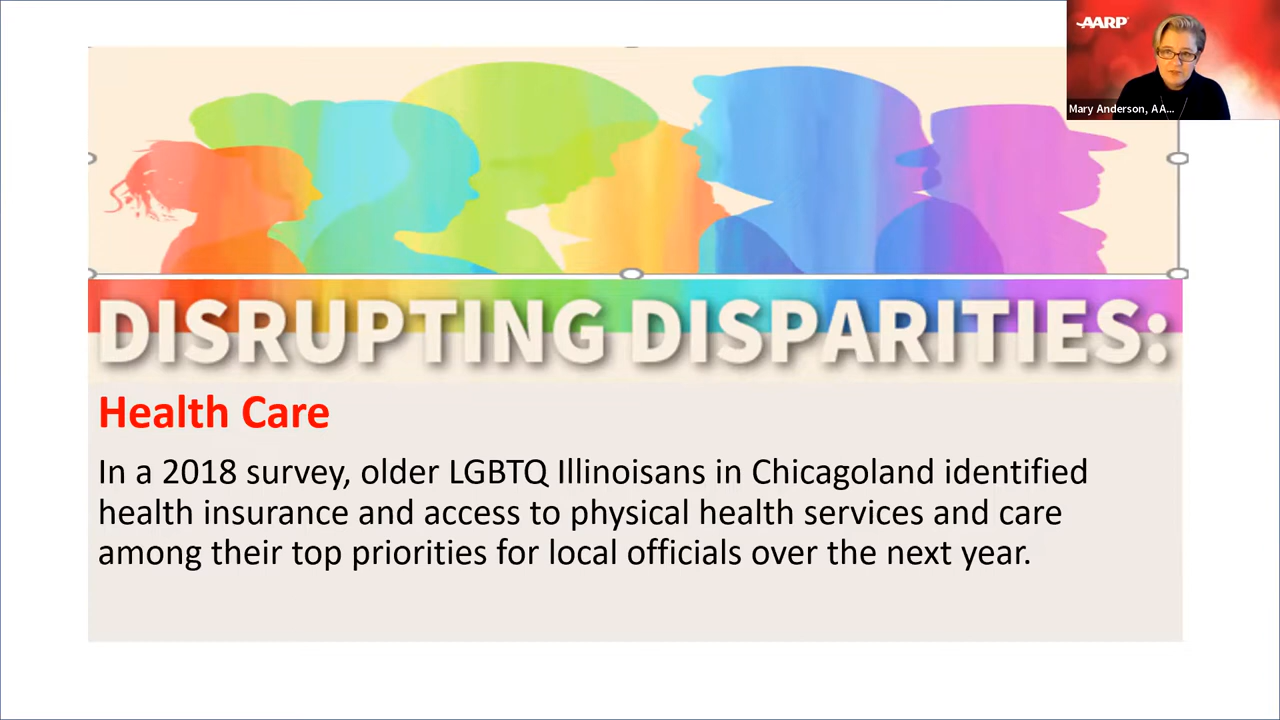 AARP
Mary Anderson, AA...
DISRUPTING DISPARITIES:
Health Care
In a 2018 survey, older LGBTQ Illinoisans in Chicagoland identified
health insurance and access to physical health services and care
among their top priorities for local officials over the next year.